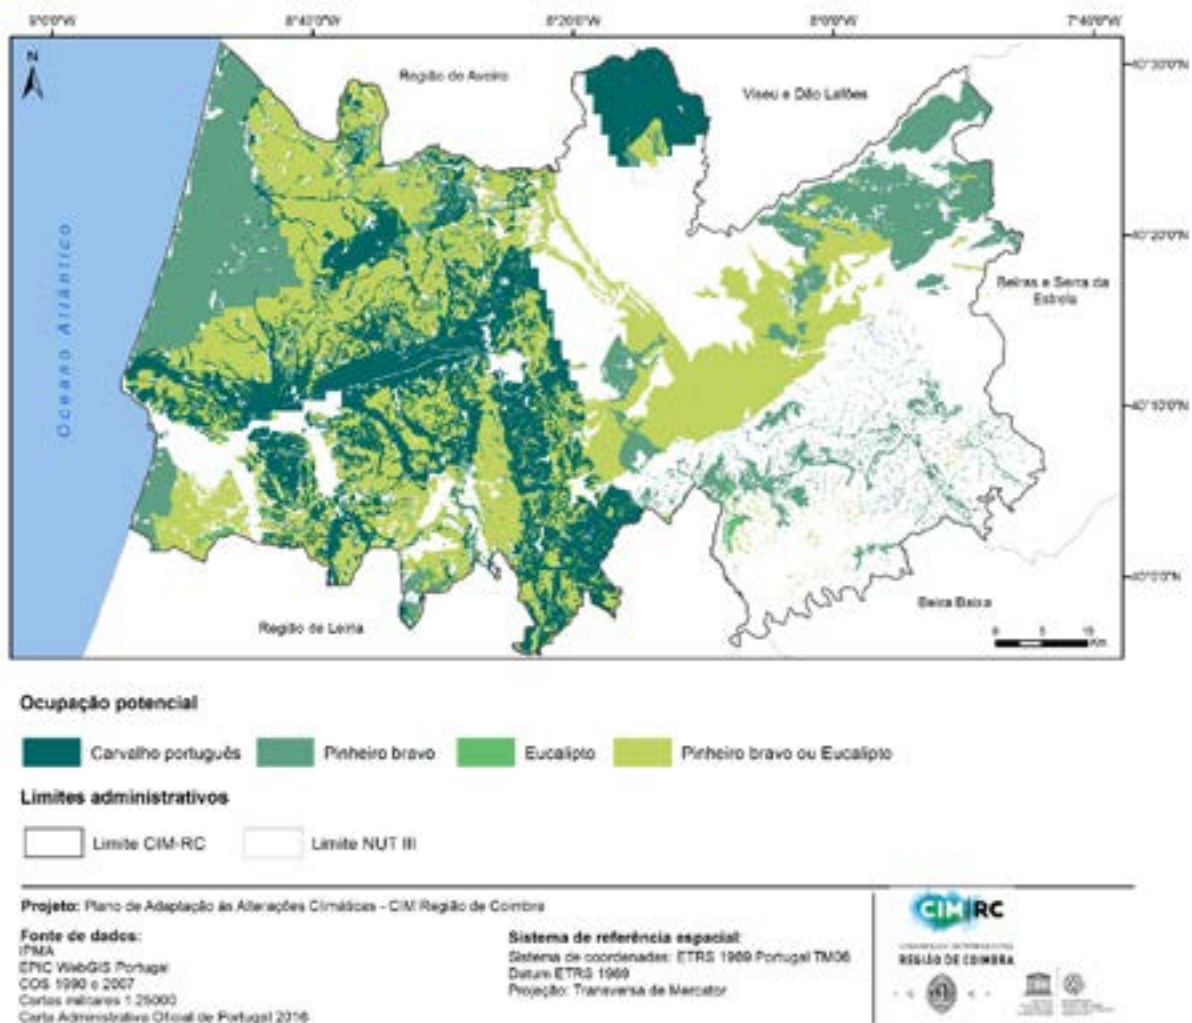 9°0'0"W 8°40'0"W 8°20'0"W 8°0'0"W 7°40'0"W
N
Região de Aveiro
Viseu e Dão Lafões
40°30'0"N
40°20'0"N
Oceano Atlântico
Beiras e Serra da
Estrela
40°10'0"N
40°0'0"N
Beira Baixa
Região de Leiria
0 5 10
Km
Ocupação potencial
Carvalho português Pinheiro bravo Eucalipto Pinheiro bravo ou Eucalipto
Limites administrativos
Limite CIM-RC Limite NUT III
Projeto: Plano de Adaptação às Alterações Climáticas - CIM Região de Coimbra
Fonte de dados:
IPMA
EPIC WebGIS Portugal
COS 1990 e 2007
Cartas militares 1:25000
Carta Administrativa Oficial de Portugal 2016
Sistema de referência espacial:
Sistema de coordenadas: ETRS 1989 Portugal TM06
Datum ETRS 1989
Projeção: Transversa de Mercator
CIM RC
REGIÃO DE COIMBRA